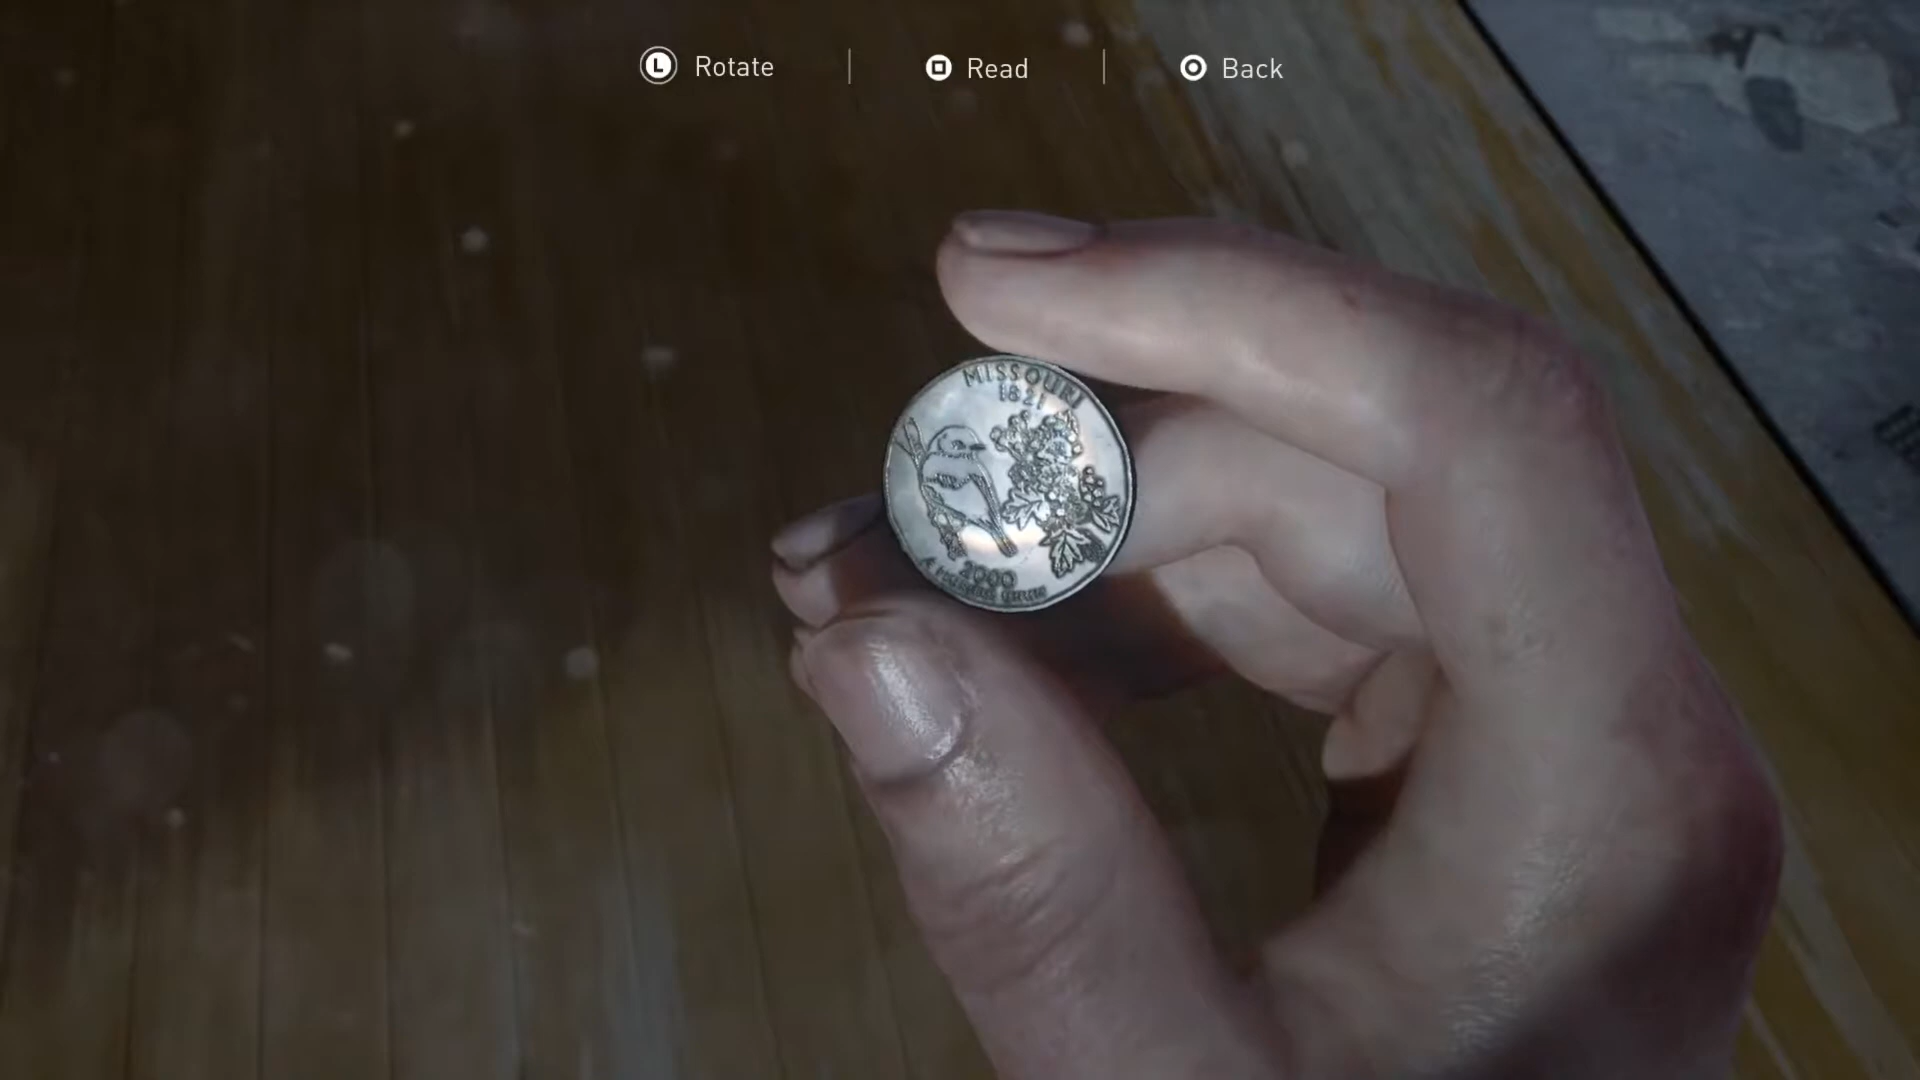 L Rotate | Read | Back
MISSOURI
1821
2000